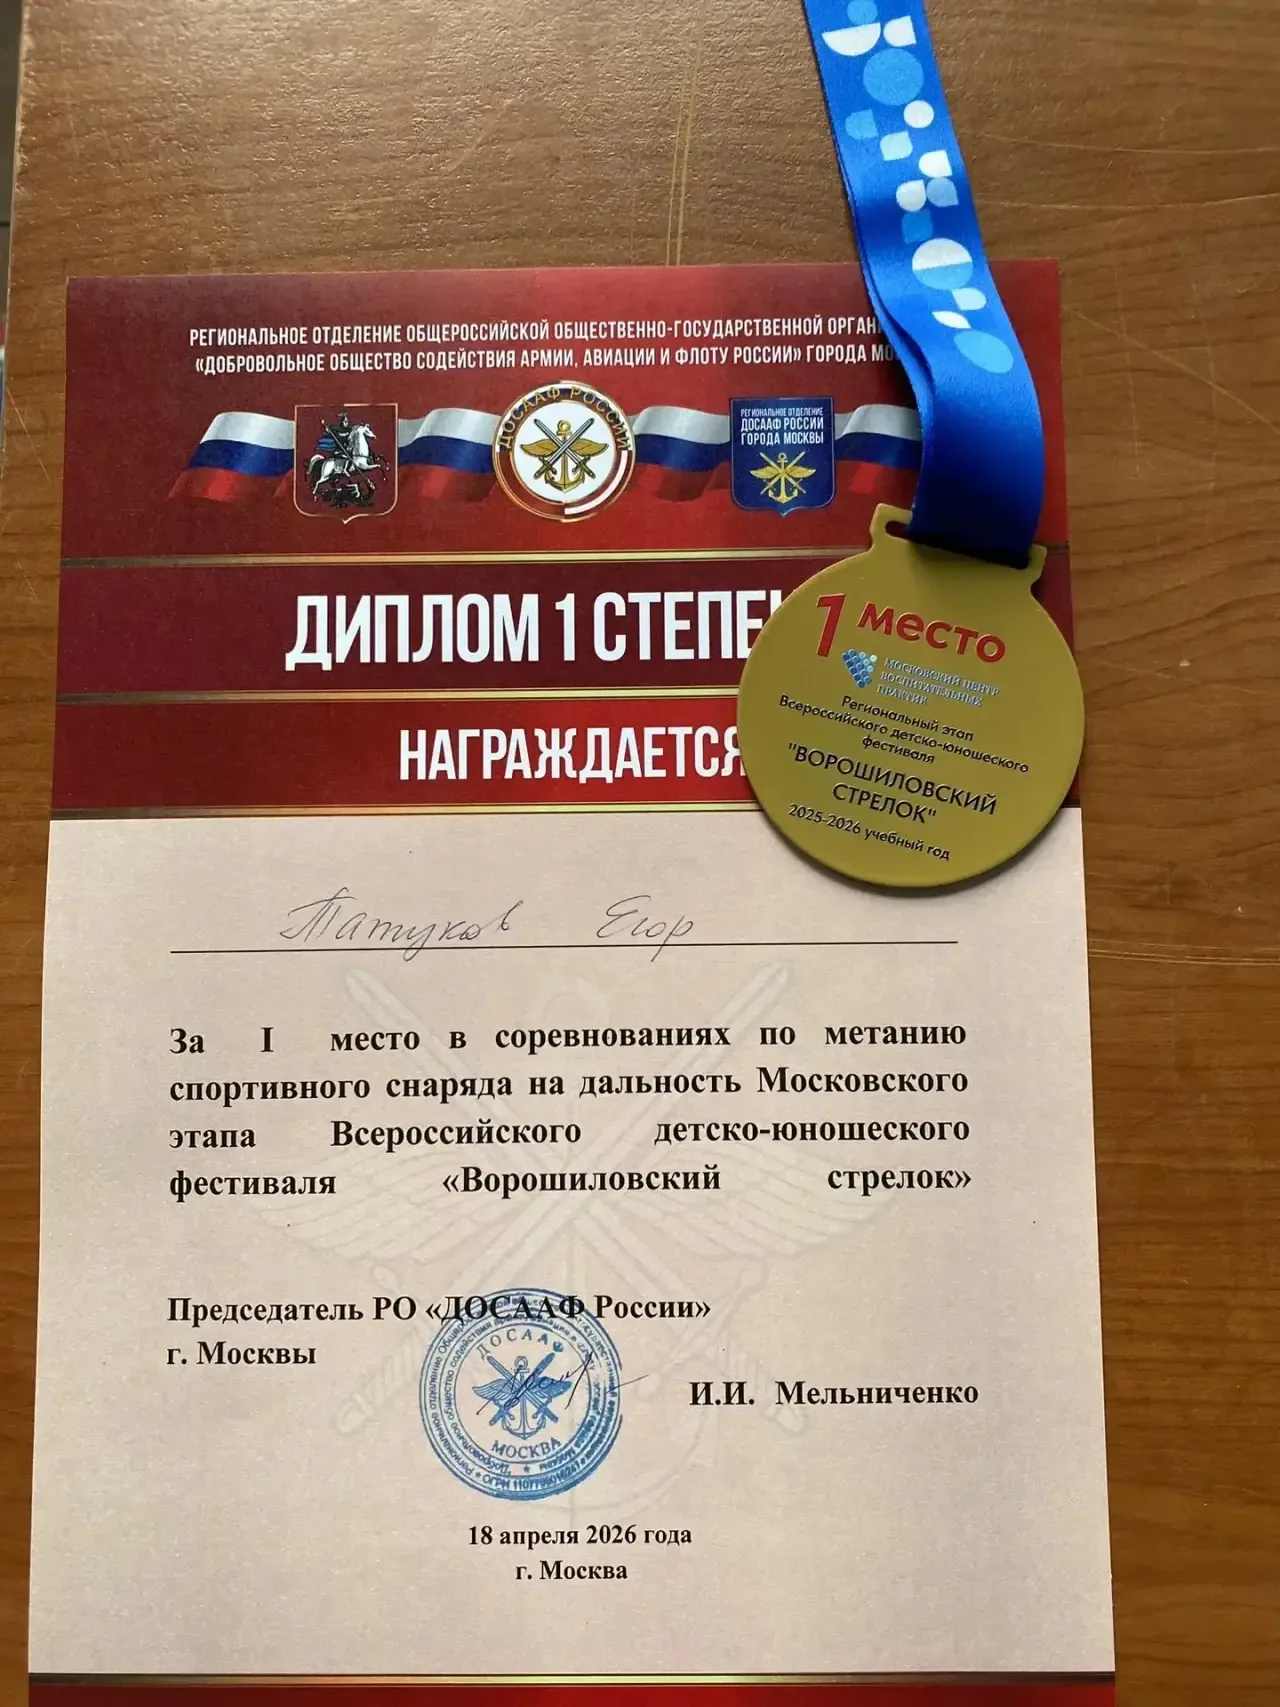 РЕГИОНАЛЬНОЕ ОТДЕЛЕНИЕ ОБЩЕРОССИЙСКОЙ ОБЩЕСТВЕННО-ГОСУДАРСТВЕННОЙ ОРГАН
«ДОБРОВОЛЬНОЕ ОБЩЕСТВО СОДЕЙСТВИЯ АРМИИ, АВИАЦИИ И ФЛОТУ РОССИИ» ГОРОДА МО
ДОСААФ РОССИИ
РЕГИОНАЛЬНОЕ ОТДЕЛЕНИЕ
ДОСААФ РОССИИ
ГОРОДА МОСКВЫ
ДИПЛОМ 1 СТЕПЕН
НАГРАЖДАЕТСЯ
1 место
МОСКОВСКИЙ ЦЕНТР
ВОСПИТАТЕЛЬНЫХ
ПРАКТИК
Региональный этап
Всероссийского детско-юношеского
фестиваля
"ВОРОШИЛОВСКИЙ
СТРЕЛОК"
2025-2026 учебный год
Татуков Егор
За I место в соревнованиях по метанию
спортивного снаряда на дальность Московского
этапа Всероссийского детско-юношеского
фестиваля «Ворошиловский стрелок»
Председатель РО «ДОСААФ России»
г. Москвы
И.И. Мельниченко
ДОСААФ
МОСКВА
18 апреля 2026 года
г. Москва